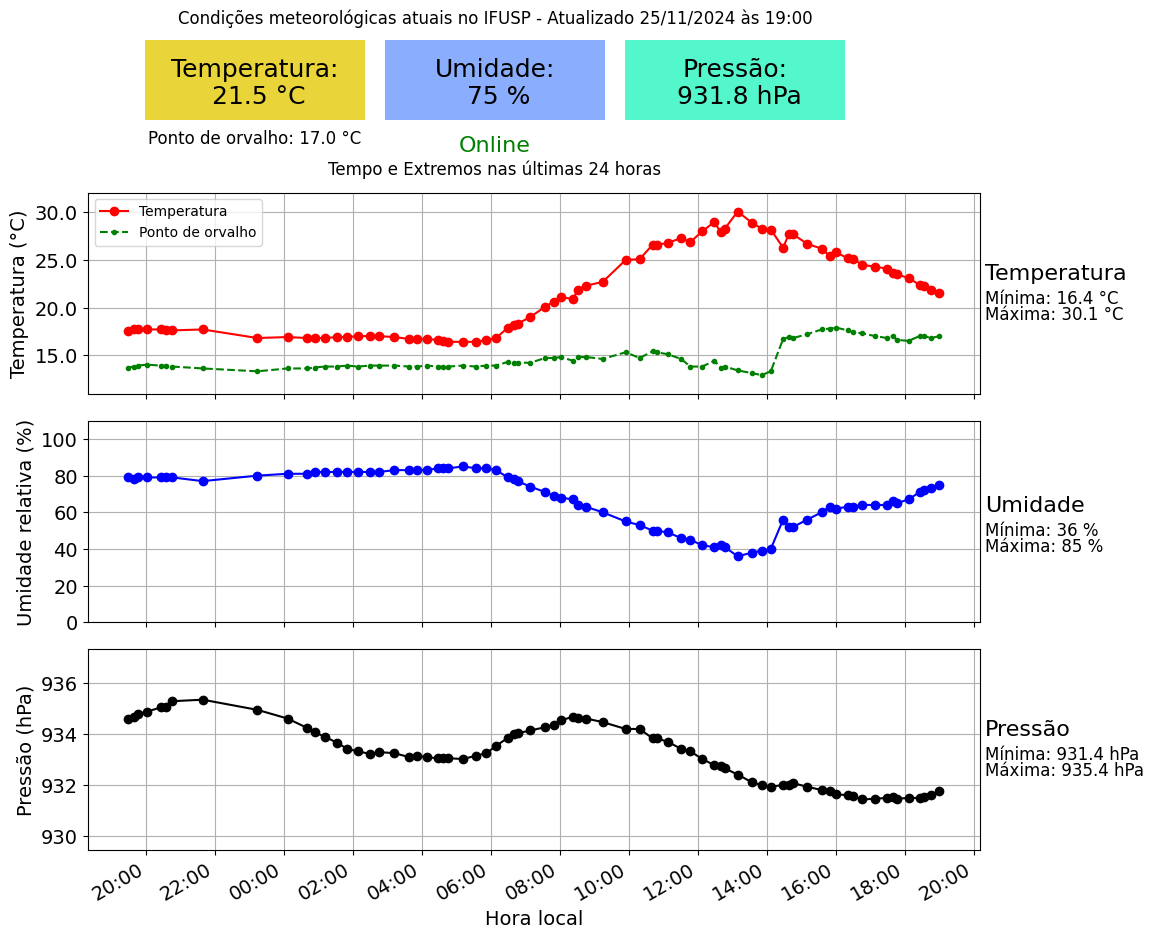 Condições meteorológicas atuais no IFUSP - Atualizado 25/11/2024 às 19:00
Temperatura:
21.5 °C
Umidade:
75 %
Pressão:
931.8 hPa
Ponto de orvalho: 17.0 °C
Online
Tempo e Extremos nas últimas 24 horas
Temperatura (°C)
30.0
25.0
20.0
15.0
Temperatura
Ponto de orvalho
Temperatura
Mínima: 16.4 °C
Máxima: 30.1 °C
Umidade relativa (%)
100
80
60
40
20
0
Umidade
Mínima: 36 %
Máxima: 85 %
Pressão (hPa)
936
934
932
930
Pressão
Mínima: 931.4 hPa
Máxima: 935.4 hPa
20:00 22:00 00:00 02:00 04:00 06:00 08:00 10:00 12:00 14:00 16:00 18:00 20:00
Hora local